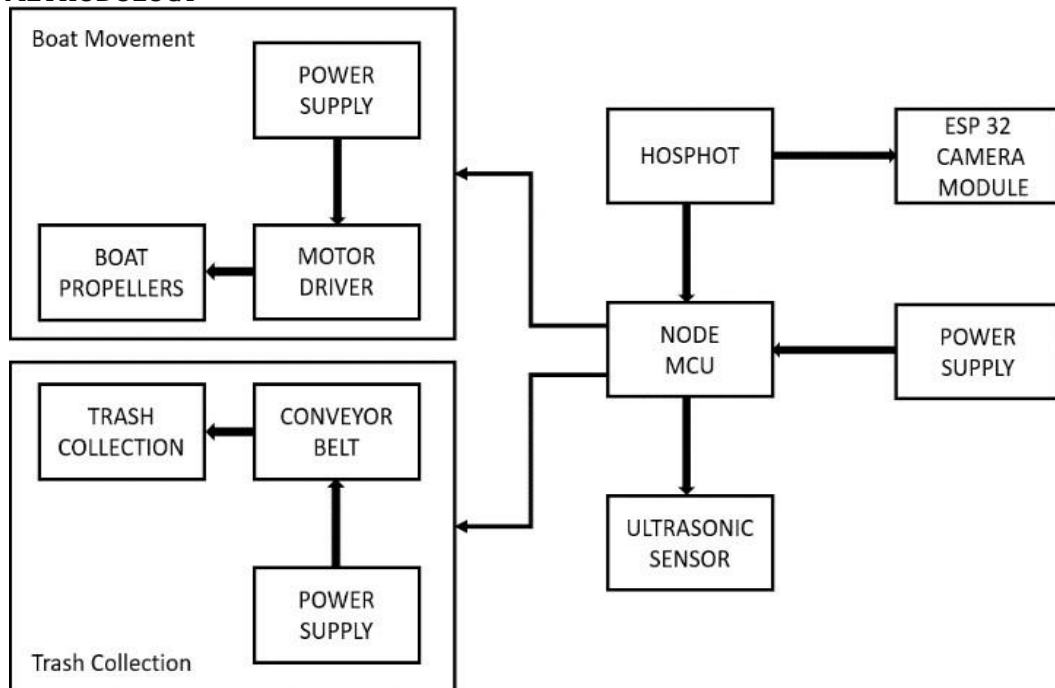 METHODOLOGY
Boat Movement
POWER
SUPPLY
BOAT
PROPELLERS
MOTOR
DRIVER
HOSPHOT
ESP 32
CAMERA
MODULE
NODE
MCU
POWER
SUPPLY
TRASH
COLLECTION
CONVEYOR
BELT
ULTRASONIC
SENSOR
POWER
SUPPLY
Trash Collection